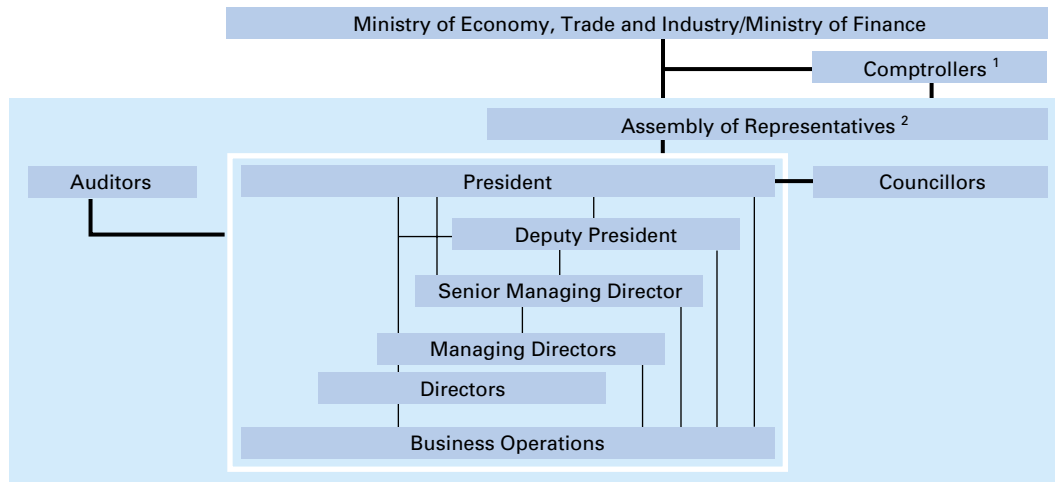 Ministry of Economy, Trade and Industry/Ministry of Finance
Comptrollers 1
Assembly of Representatives 2
Auditors
President
Councillors
Deputy President
Senior Managing Director
Managing Directors
Directors
Business Operations